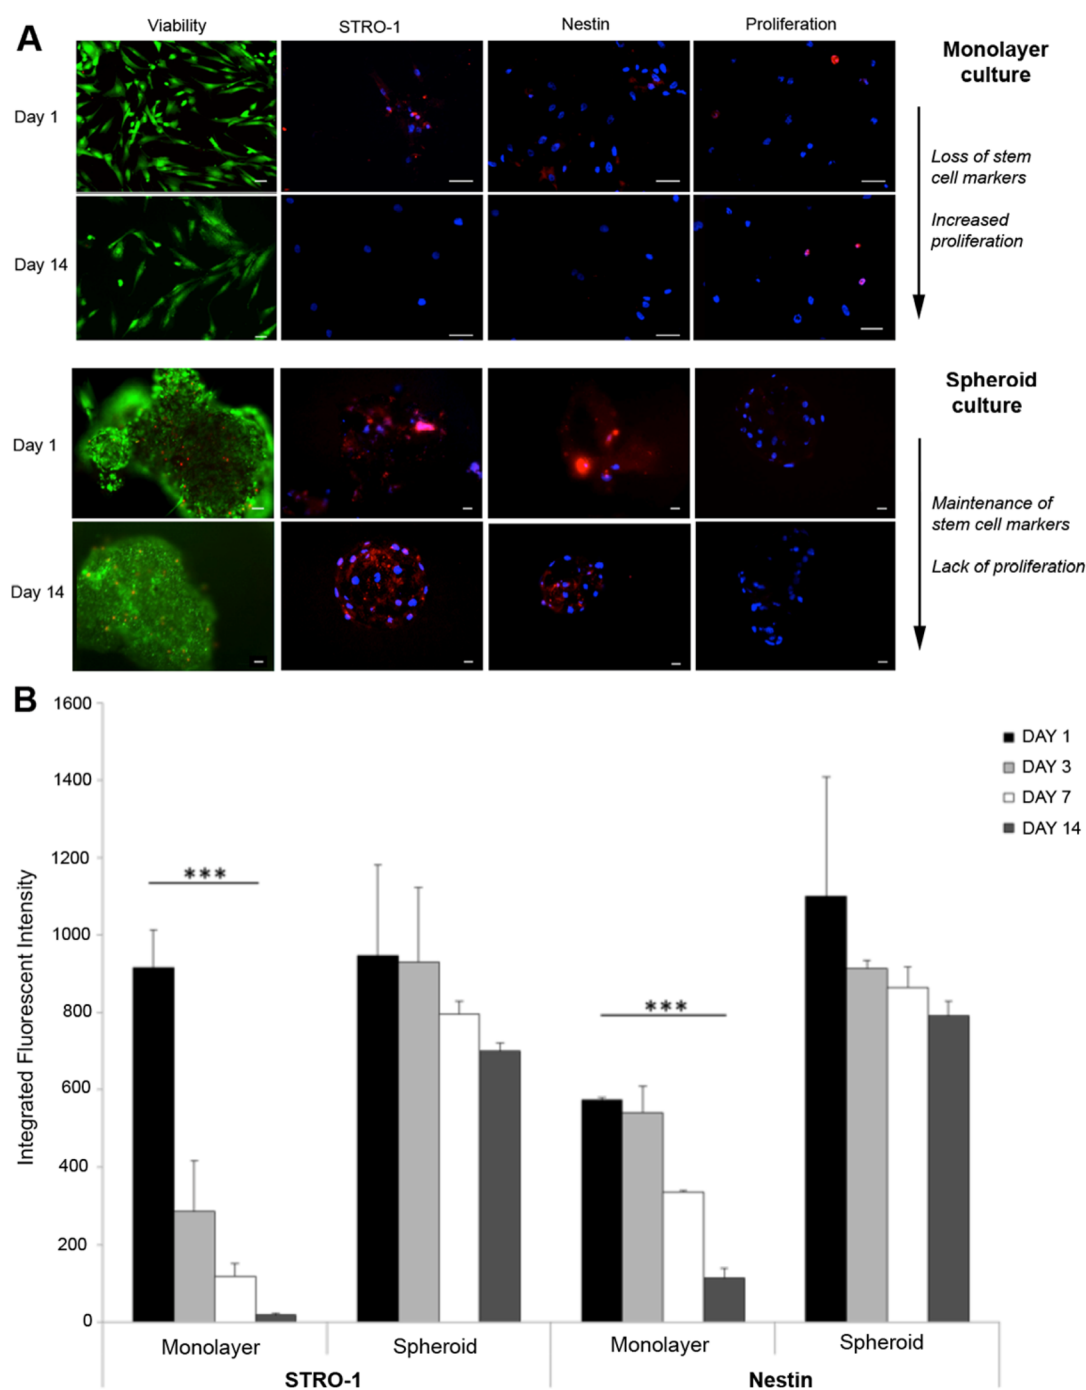 A
Viability
STRO-1
Nestin
Proliferation
Monolayer
culture
Day 1
Loss of stem
cell markers
Increased
proliferation
Day 14
Spheroid
culture
Day 1
Maintenance of
stem cell markers
Lack of proliferation
Day 14
B
Integrated Fluorescent Intensity
1600
1400
1200
1000
800
600
400
200
0
***
***
DAY 1
DAY 3
DAY 7
DAY 14
Monolayer
Spheroid
Monolayer
Spheroid
STRO-1
Nestin